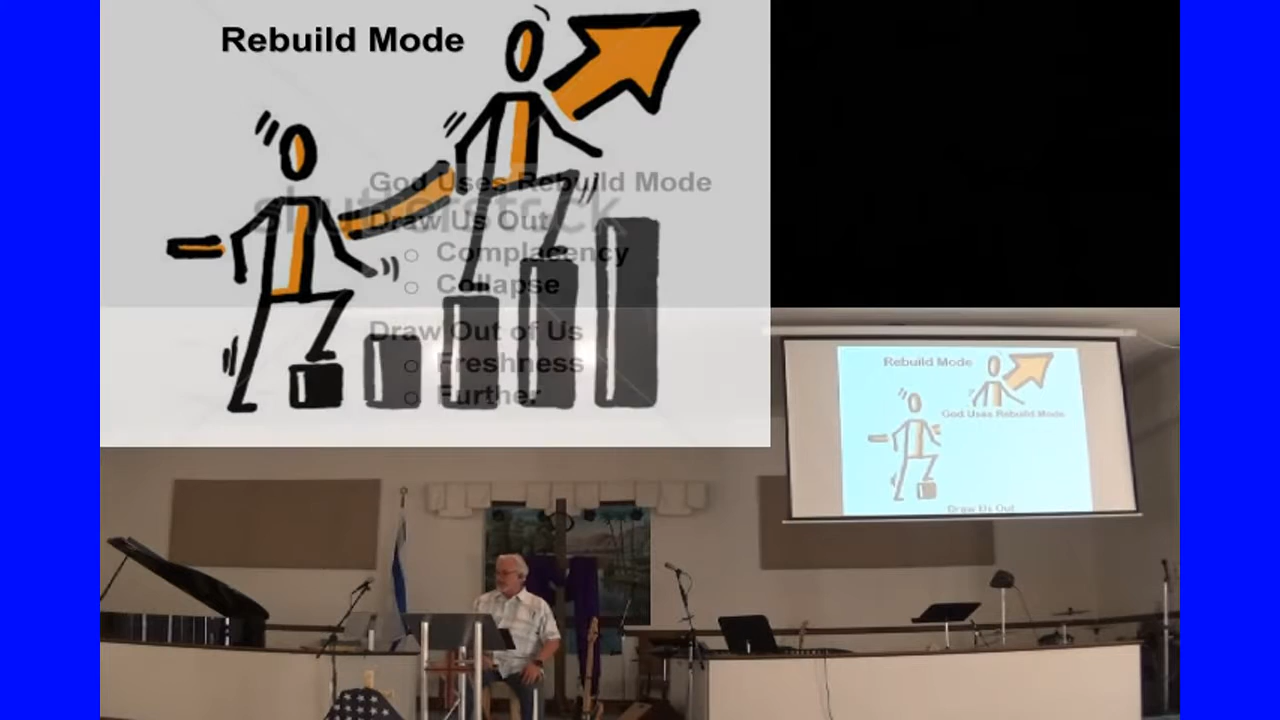 Rebuild Mode
God Uses Rebuild Mode
shutterstock
Draw Us Out
○ Complacency
○ Collapse
Draw Out of Us
○ Freshness
○ Further
Rebuild Mode
God Uses Rebuild Mode
Draw Us Out